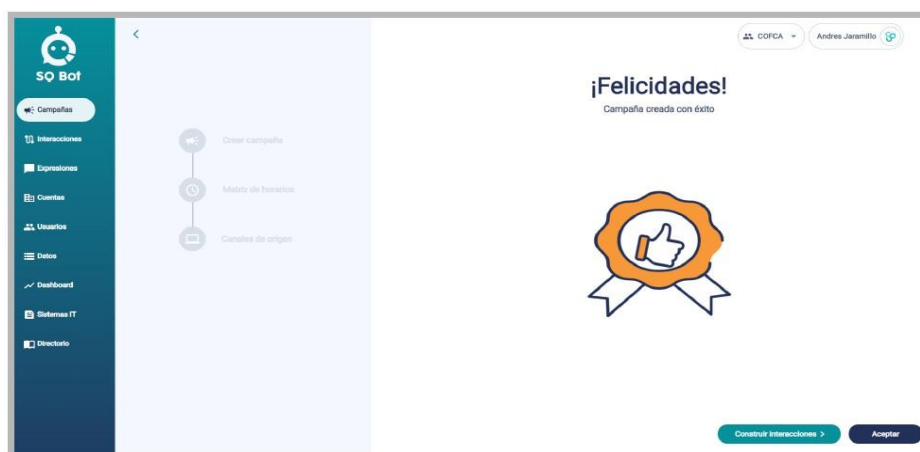 SQ Bot
Campañas
Interacciones
Expresiones
Cuentas
Usuarios
Datos
Dashboard
Sistemas IT
Directorio
Crear campaña
Matriz de horarios
Canales de origen
COFCA
Andres Jaramillo
¡Felicidades!
Campaña creada con éxito
Construir interacciones >
Aceptar